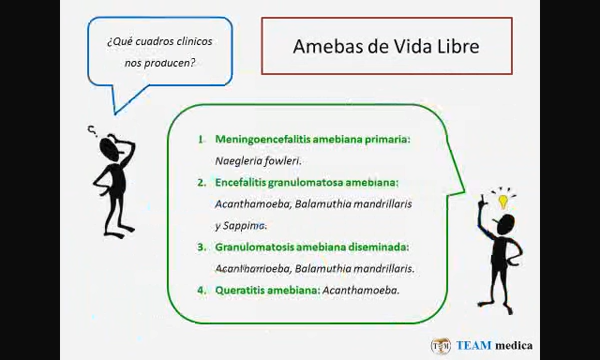 ¿Qué cuadros clínicos
nos producen?
Amebas de Vida Libre
1. Meningoencefalitis amebiana primaria:
Naegleria fowleri.
2. Encefalitis granulomatosa amebiana:
Acanthamoeba, Balamuthia mandrillaris
y Sappinia.
3. Granulomatosis amebiana diseminada:
Acanthamoeba, Balamuthia mandrillaris.
4. Queratitis amebiana: Acanthamoeba.
TEAM medica